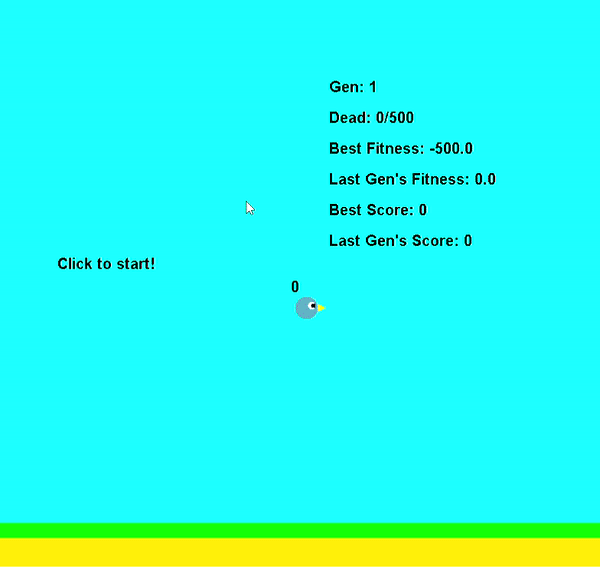 Gen: 1
Dead: 0/500
Best Fitness: -500.0
Last Gen's Fitness: 0.0
Best Score: 0
Last Gen's Score: 0
Click to start!
0